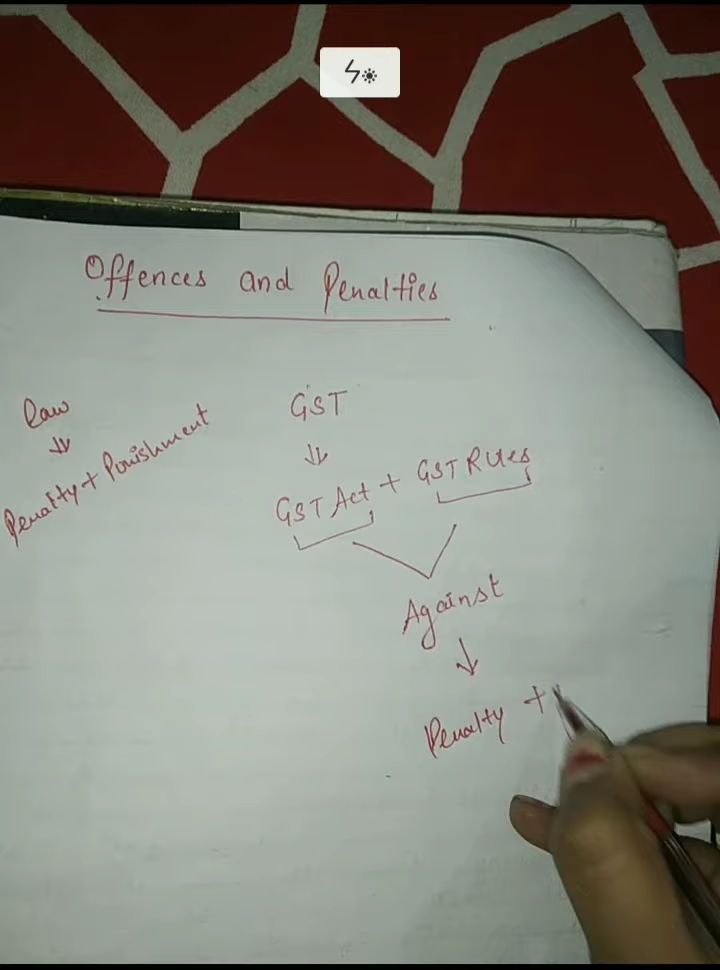 Offences and Penalties
law
Penalty + Punishment
GST
GST Act + GST Rules
Against
Penalty +